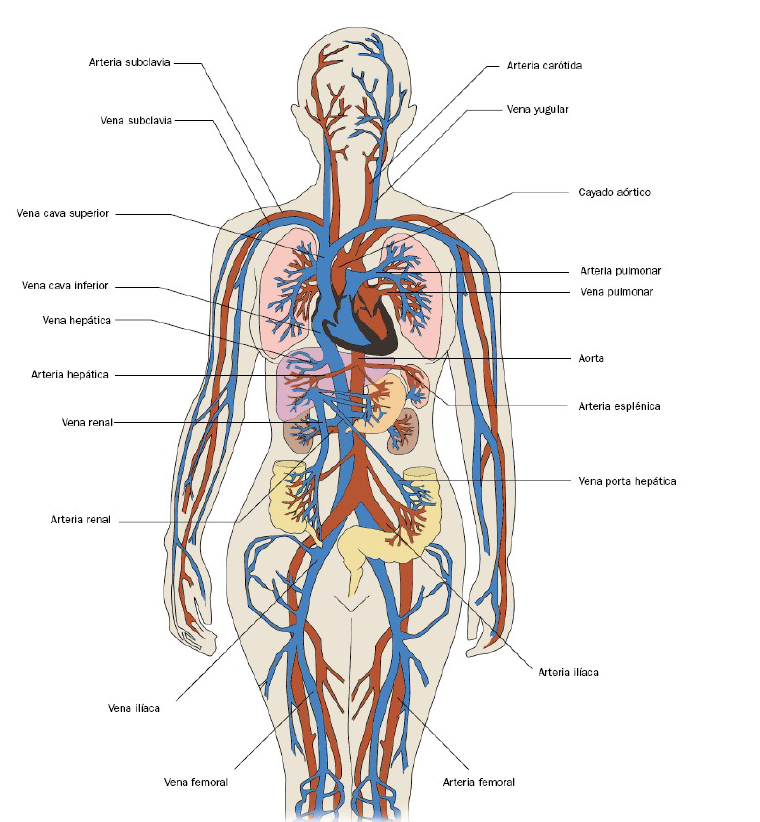 Arteria subclavia
Arteria carótida
Vena yugular
Vena subclavia
Cayado aórtico
Vena cava superior
Arteria pulmonar
Vena cava inferior
Vena pulmonar
Vena hepática
Aorta
Arteria hepática
Arteria esplénica
Vena renal
Vena porta hepática
Arteria renal
Arteria ilíaca
Vena ilíaca
Vena femoral
Arteria femoral